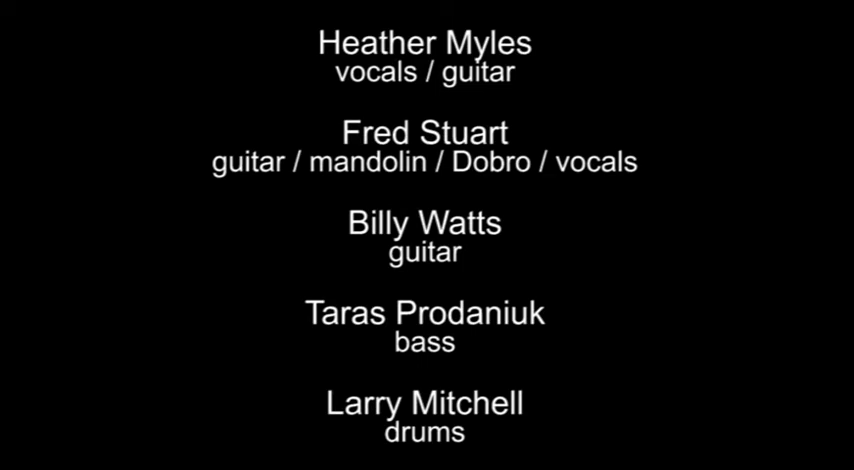 Heather Myles
vocals / guitar
Fred Stuart
guitar / mandolin / Dobro / vocals
Billy Watts
guitar
Taras Prodaniuk
bass
Larry Mitchell
drums